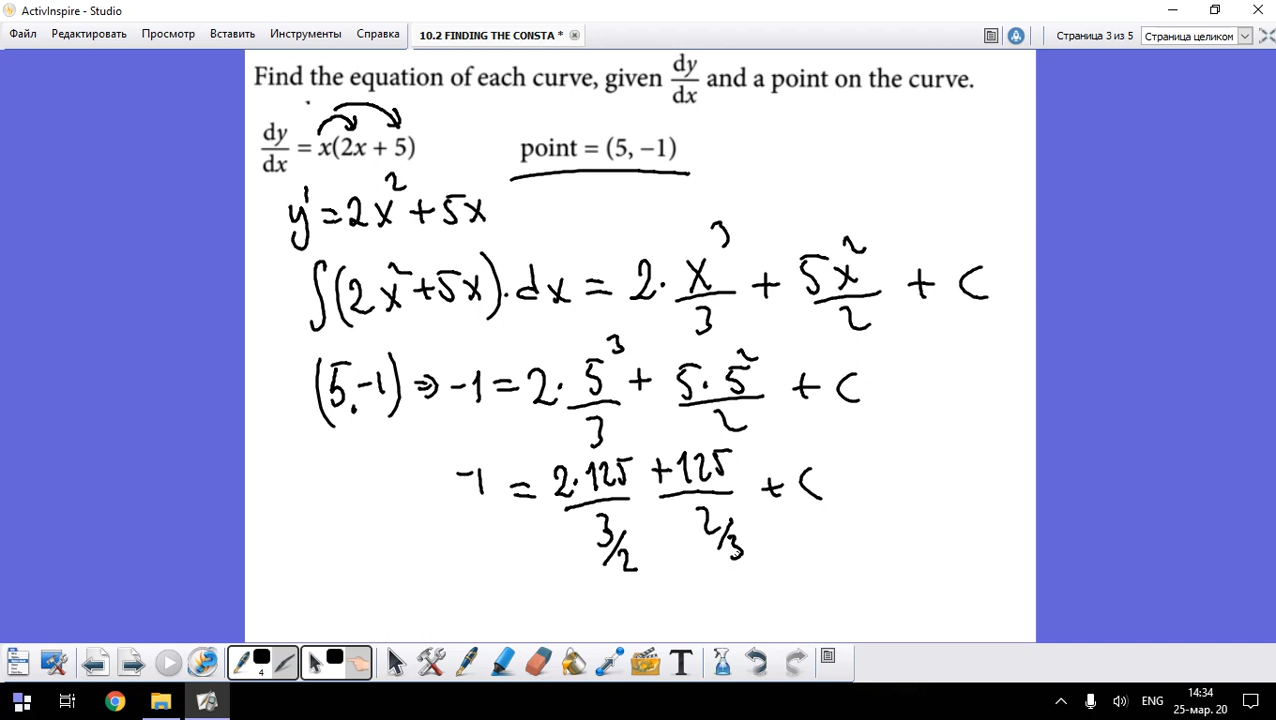 ActivInspire - Studio
Файл Редактировать Просмотр Вставить Инструменты Справка 10.2 FINDING THE CONSTA * Страница 3 из 5 Страница целиком
Find the equation of each curve, given dy/dx and a point on the curve.
dy/dx = x(2x + 5) point = (5, −1)
y' = 2x² + 5x
∫(2x² + 5x) · dx = 2 · x³/3 + 5x²/2 + C
(5, -1) ⇒ -1 = 2 · 5³/3 + 5 · 5²/2 + C
-1 = 2 · 125/3/2 + 125/2/3 + C
4
14:34
ENG
25-мар. 20